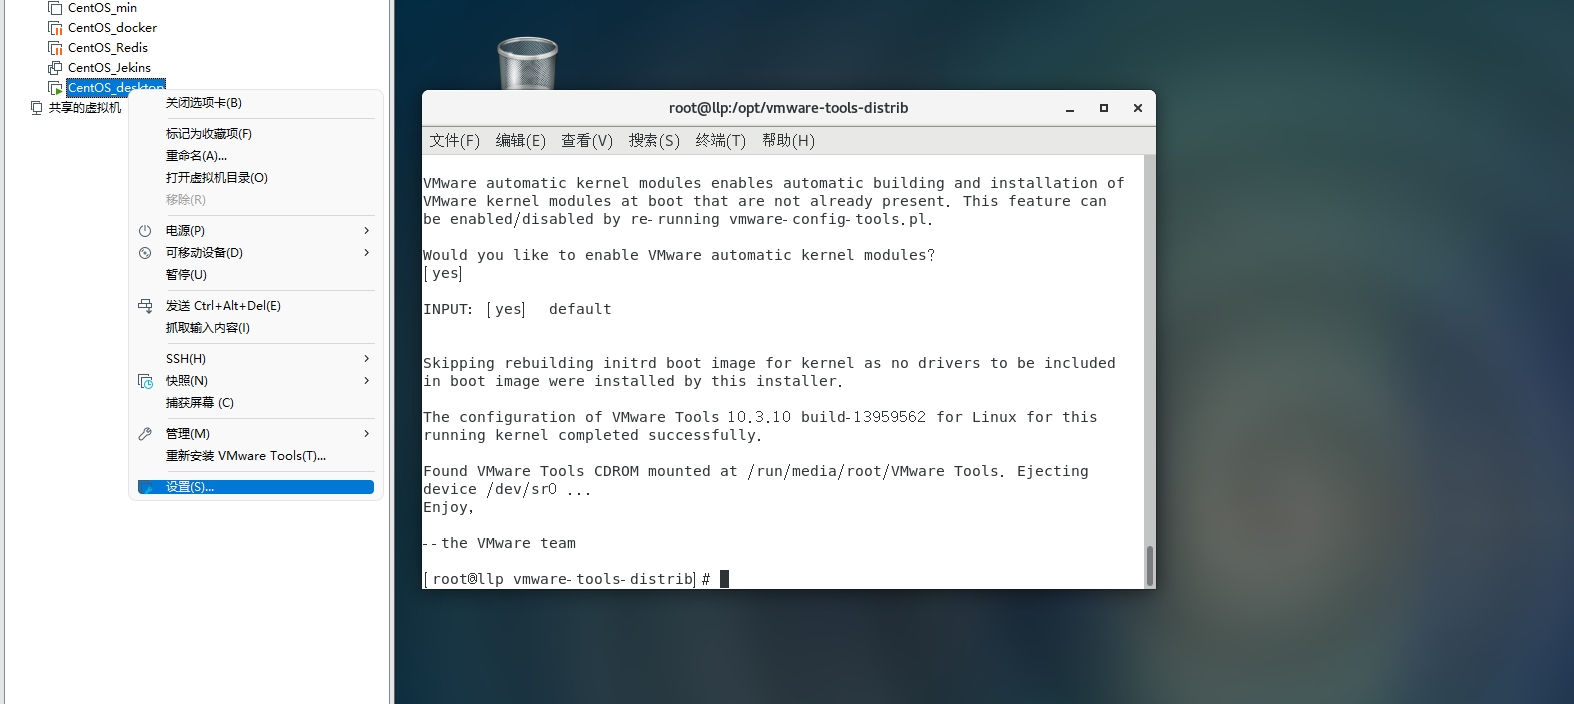 CentOS_min
CentOS_docker
CentOS_Redis
CentOS_Jekins
CentOS_desktop
共享的虚拟机
关闭选项卡(B)
标记为收藏项(F)
重命名(A)...
打开虚拟机目录(O)
移除(R)
电源(P)
可移动设备(D)
暂停(U)
发送 Ctrl+Alt+Del(E)
抓取输入内容(I)
SSH(H)
快照(N)
捕获屏幕 (C)
管理(M)
重新安装 VMware Tools(T)...
设置(S)...
root@llp:/opt/vmware-tools-distrib
文件(F) 编辑(E) 查看(V) 搜索(S) 终端(T) 帮助(H)
VMware automatic kernel modules enables automatic building and installation of
VMware kernel modules at boot that are not already present. This feature can
be enabled/disabled by re-running vmware-config-tools.pl.
Would you like to enable VMware automatic kernel modules?
[yes]
INPUT: [yes]  default
Skipping rebuilding initrd boot image for kernel as no drivers to be included
in boot image were installed by this installer.
The configuration of VMware Tools 10.3.10 build-13959562 for Linux for this
running kernel completed successfully.
Found VMware Tools CDROM mounted at /run/media/root/VMware Tools. Ejecting
device /dev/sr0 ...
Enjoy,
--the VMware team
[root@llp vmware-tools-distrib]#